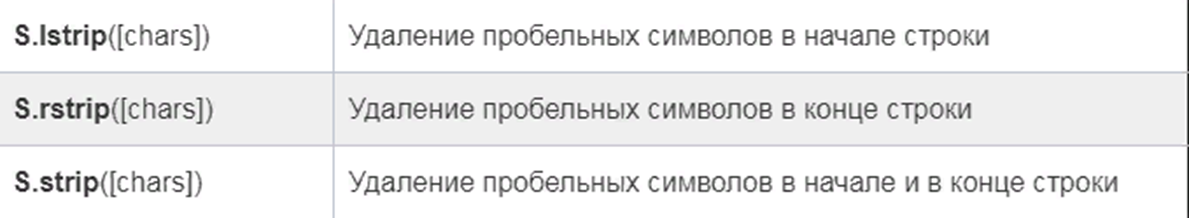 S.lstrip([chars]) Удаление пробельных символов в начале строки
S.rstrip([chars]) Удаление пробельных символов в конце строки
S.strip([chars]) Удаление пробельных символов в начале и в конце строки